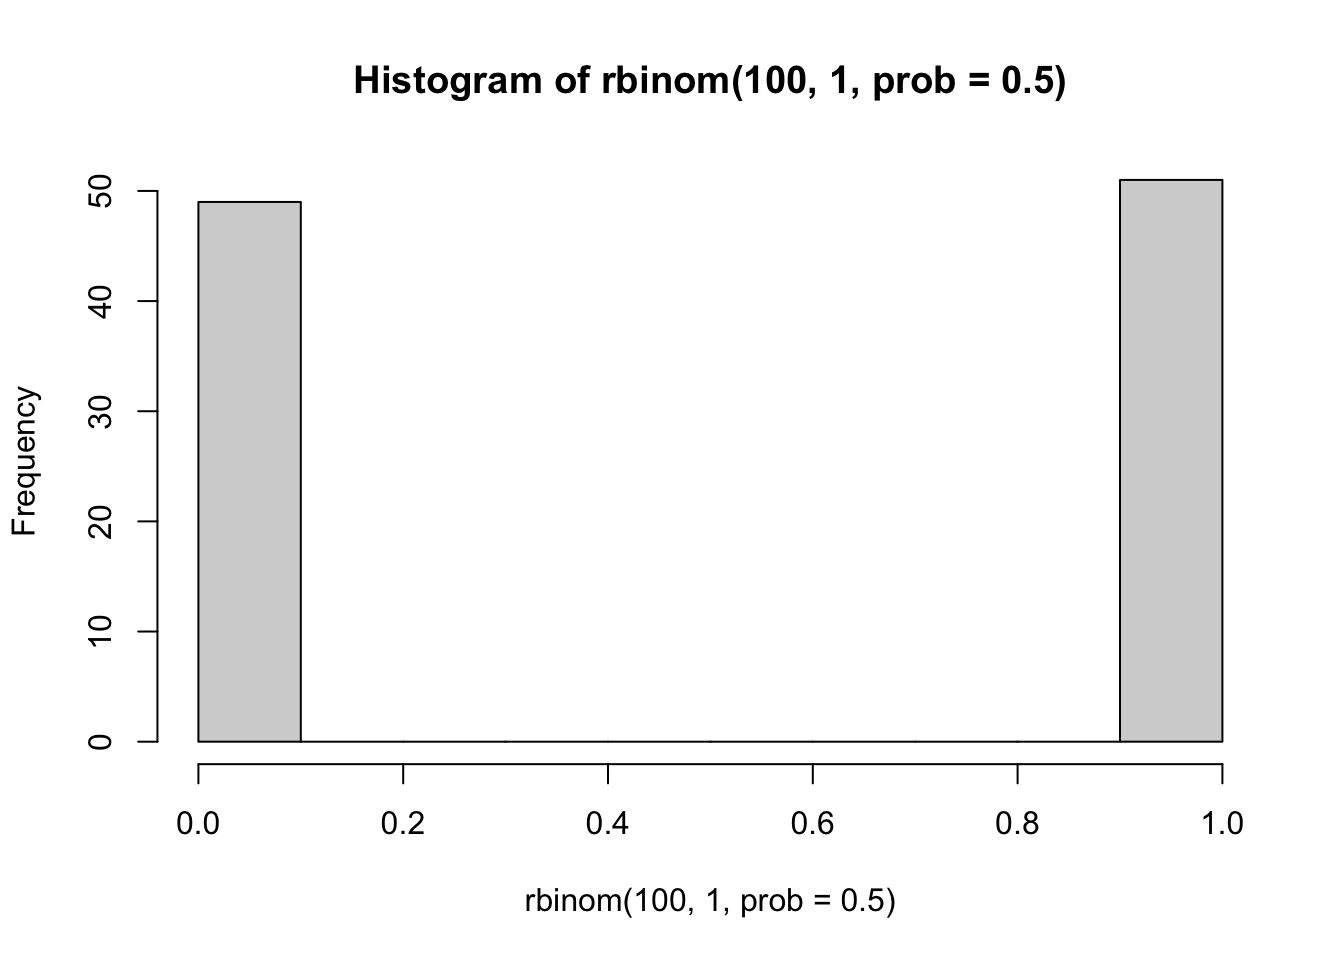 Histogram of rbinom(100, 1, prob = 0.5)
Frequency
50
40
30
20
10
0
0.0 0.2 0.4 0.6 0.8 1.0
rbinom(100, 1, prob = 0.5)